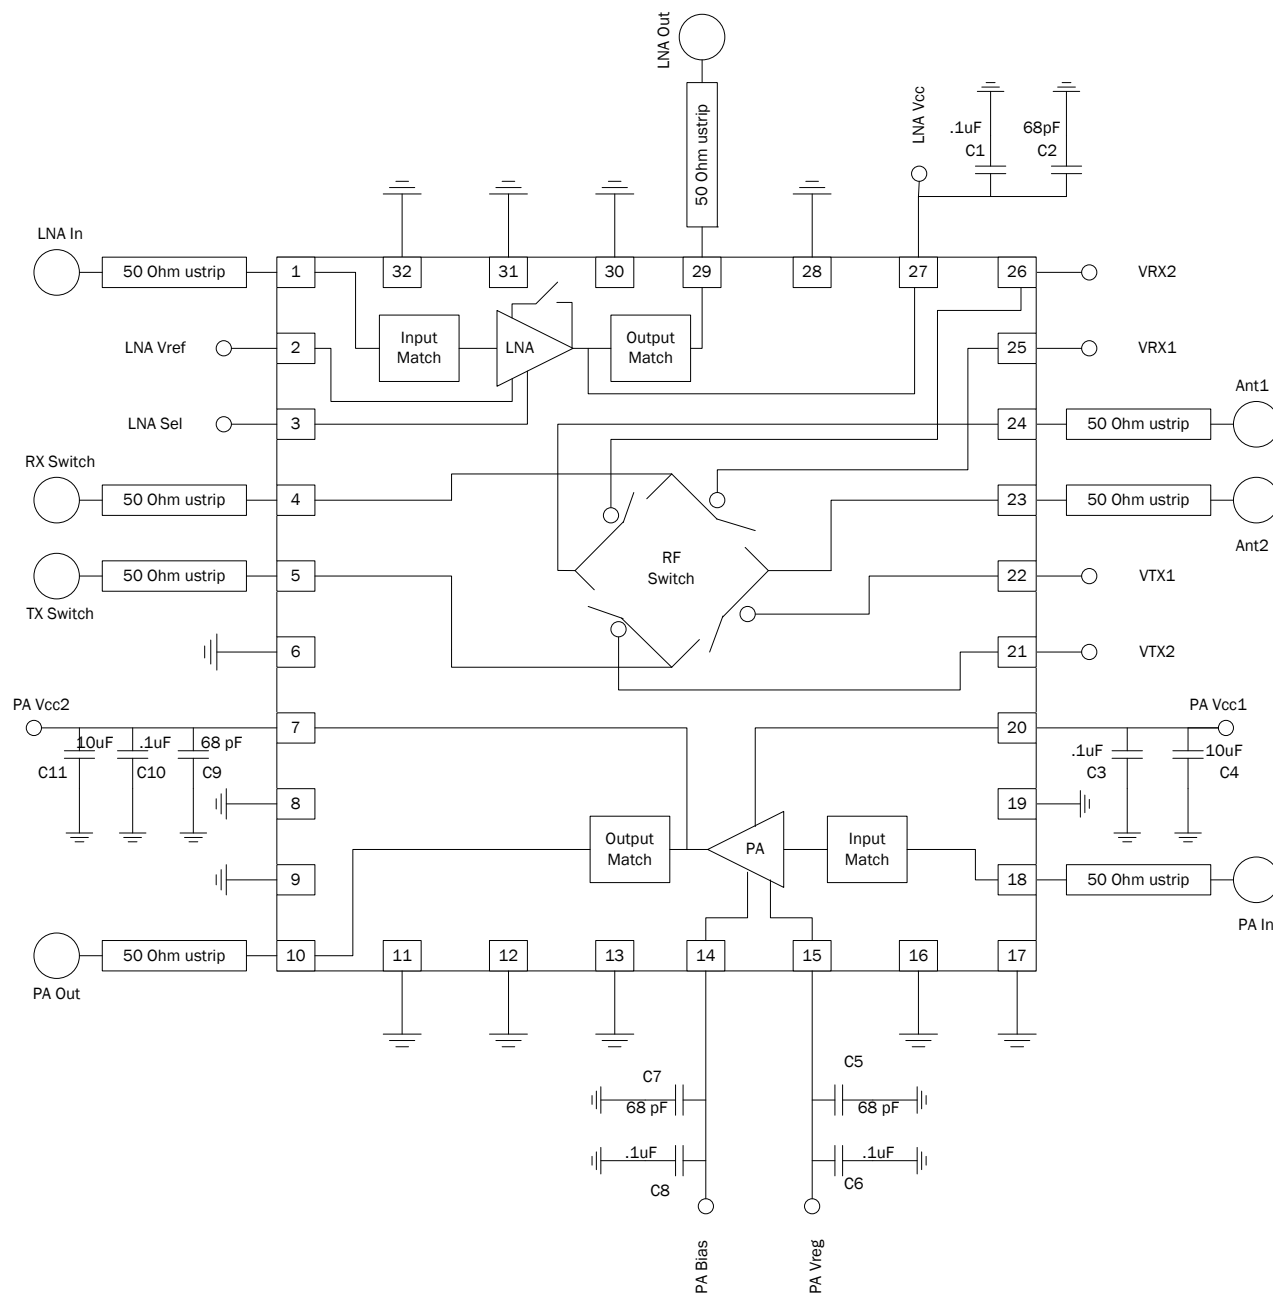 LNA Out
50 Ohm ustrip
LNA Vcc
.1uF
C1
68pF
C2
LNA In
50 Ohm ustrip
1
32
31
30
29
28
27
26
VRX2
LNA Vref
2
Input
Match
LNA
Output
Match
25
VRX1
LNA Sel
3
24
50 Ohm ustrip
Ant1
RX Switch
50 Ohm ustrip
4
23
50 Ohm ustrip
Ant2
RF
Switch
50 Ohm ustrip
TX Switch
5
22
VTX1
6
21
VTX2
PA Vcc2
7
20
PA Vcc1
10uF
C11
.1uF
C10
68 pF
C9
.1uF
C3
10uF
C4
8
19
Output
Match
PA
Input
Match
9
18
50 Ohm ustrip
PA In
50 Ohm ustrip
PA Out
10
11
12
13
14
15
16
17
C7
68 pF
C5
68 pF
.1uF
C8
.1uF
C6
PA Bias
PA Vreg